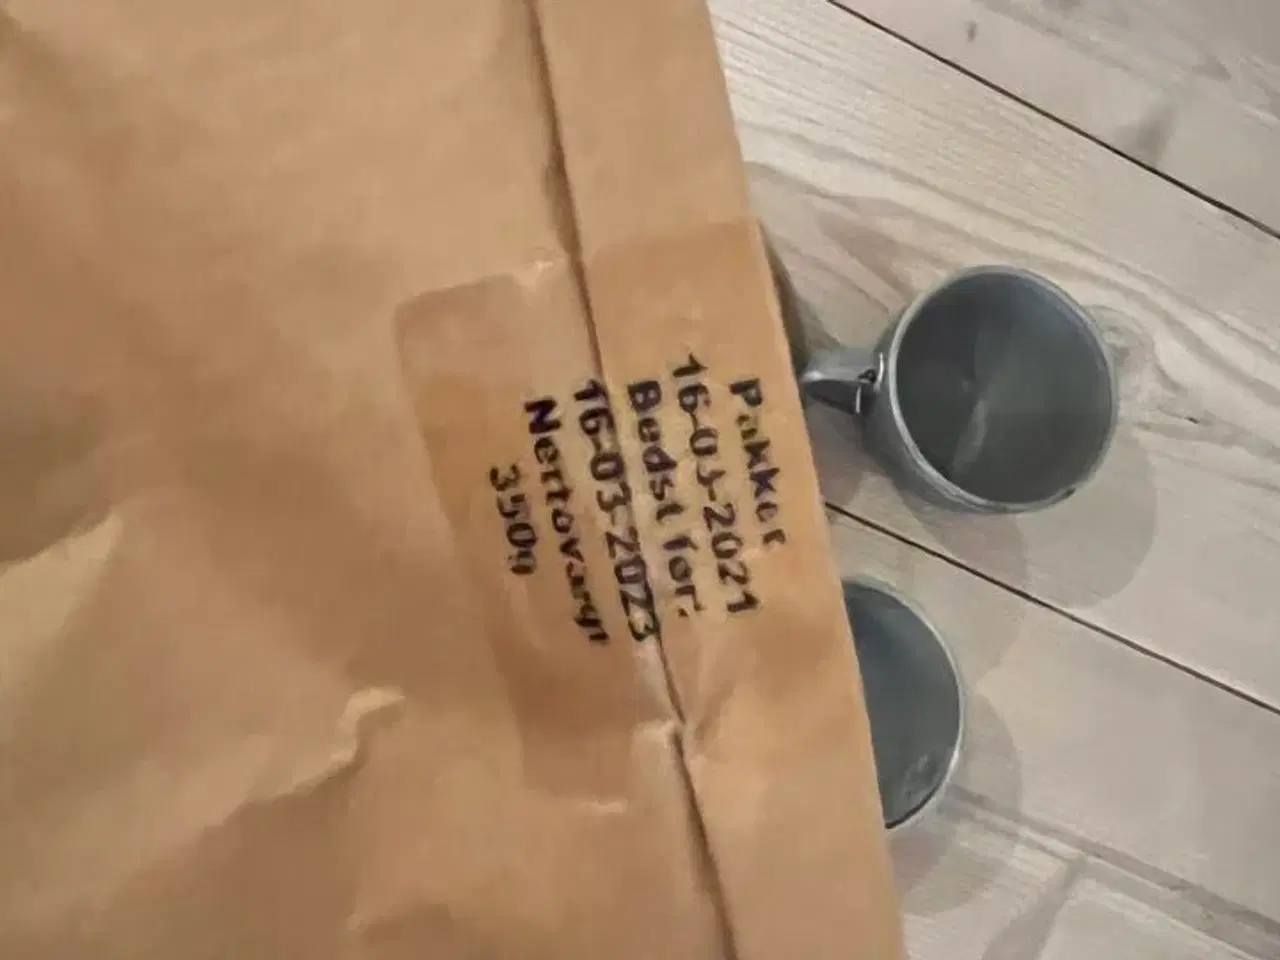 Pakket
16-03-2021
Bedst før:
16-03-2023
Nettovægt
350g